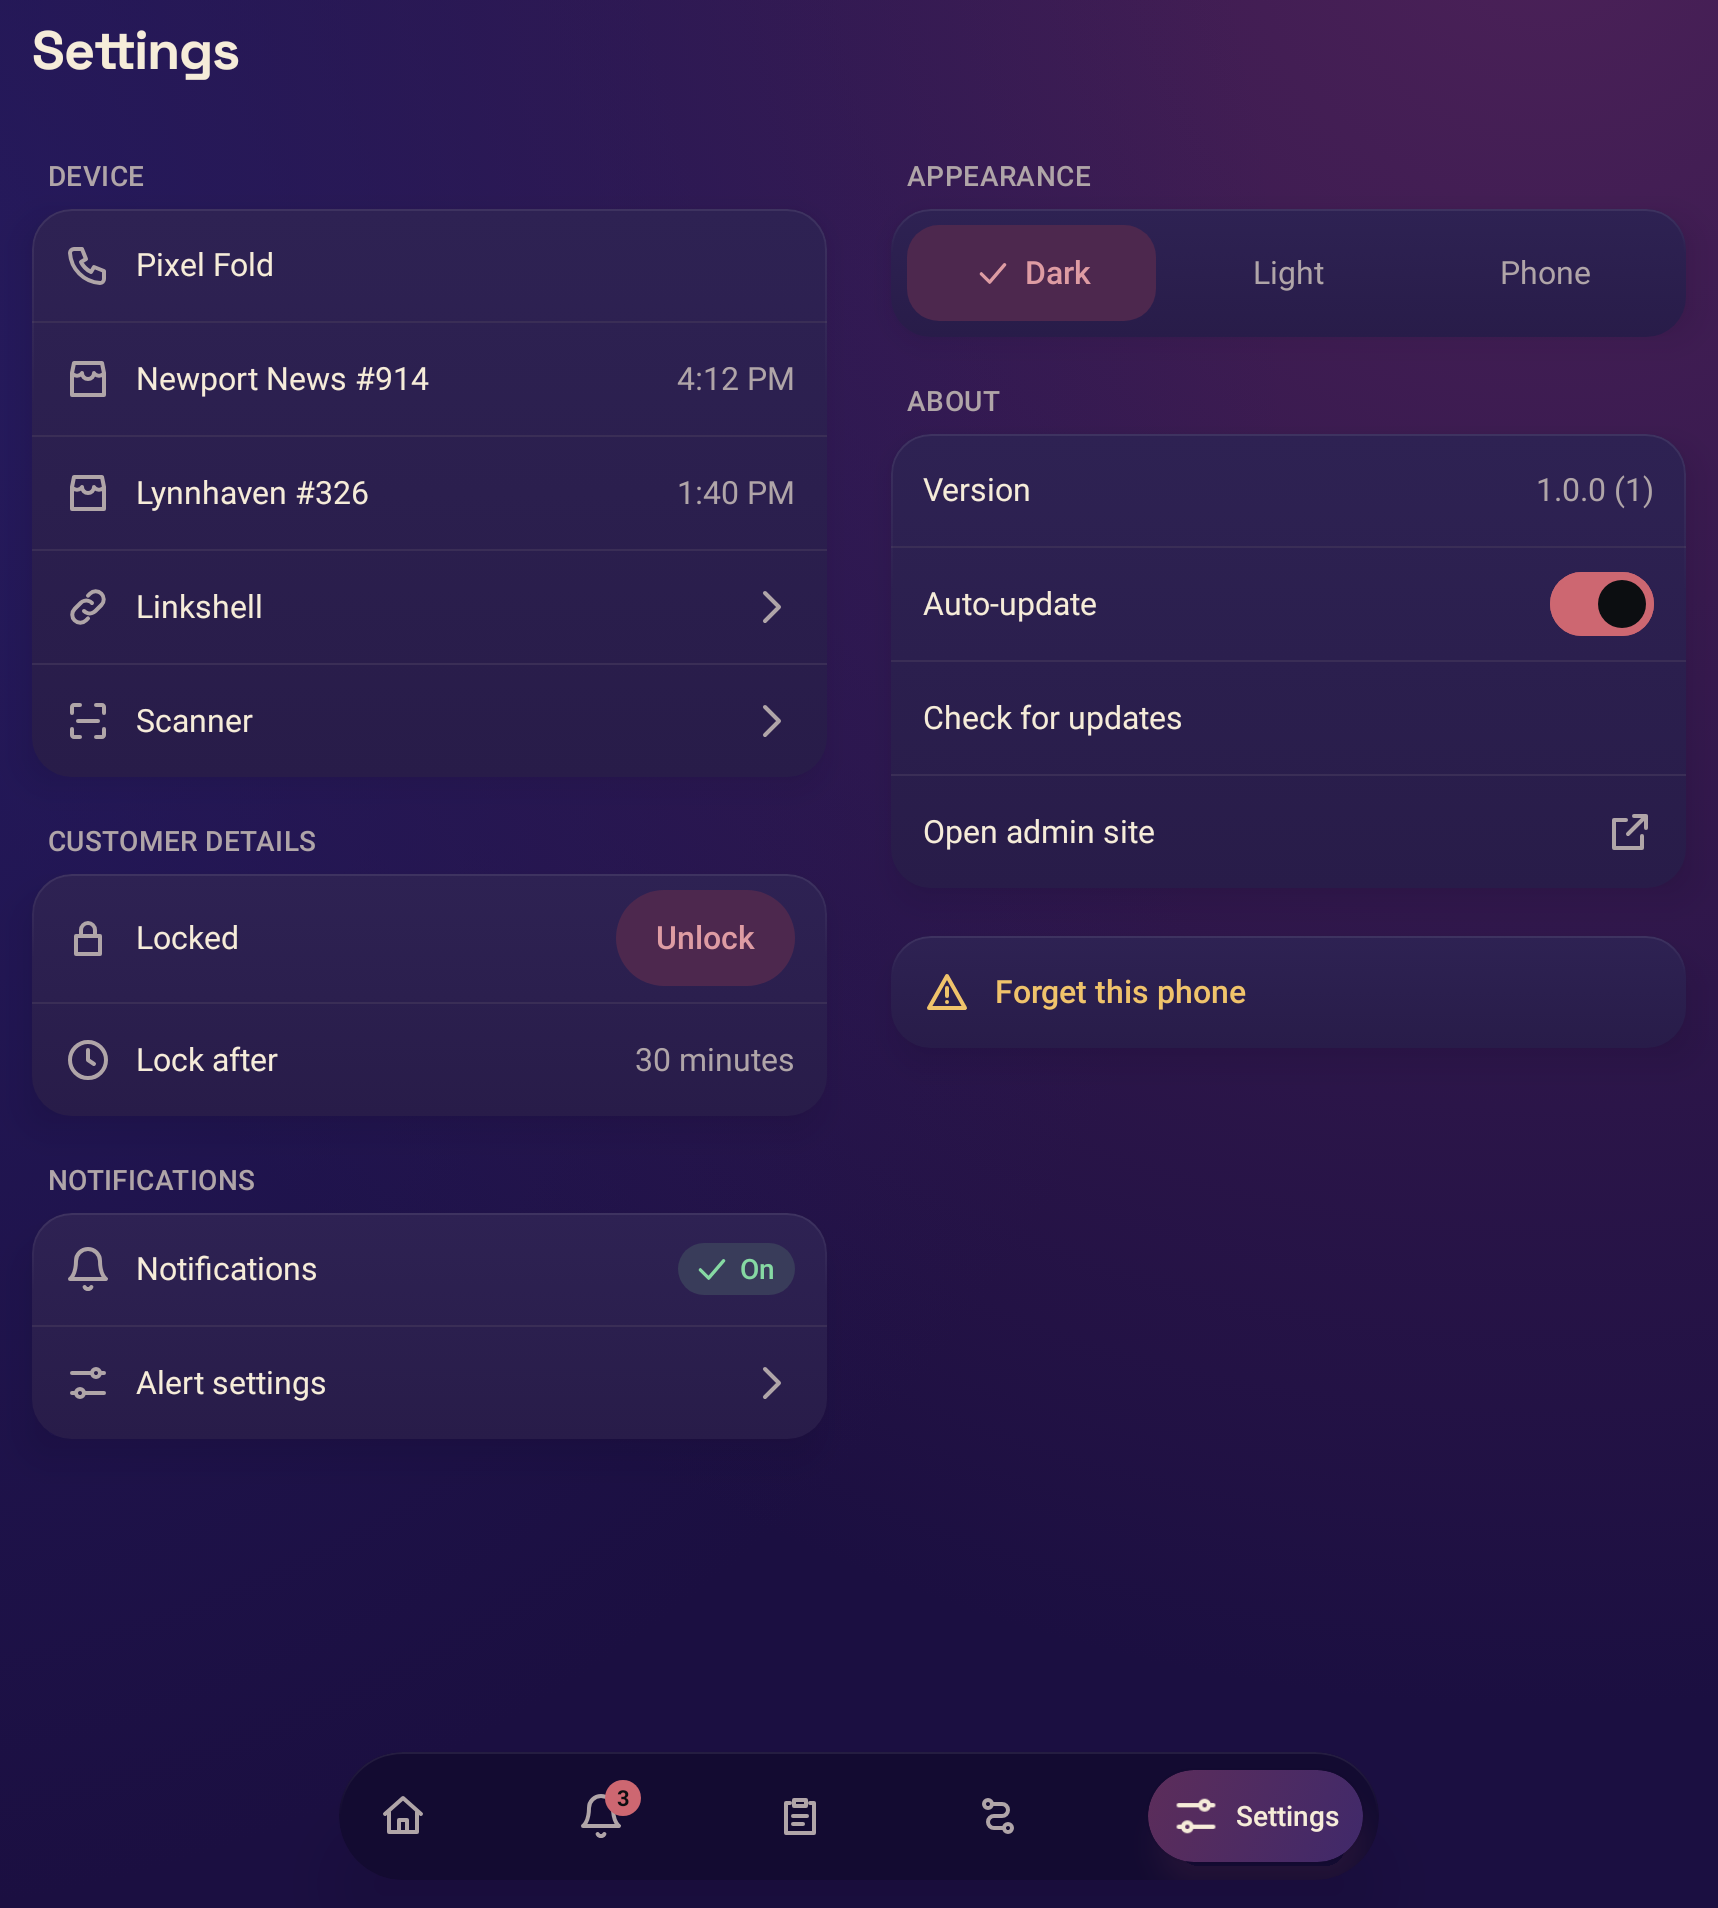 Settings
DEVICE
Pixel Fold
Newport News #914 4:12 PM
Lynnhaven #326 1:40 PM
Linkshell
Scanner
CUSTOMER DETAILS
Locked Unlock
Lock after 30 minutes
NOTIFICATIONS
Notifications On
Alert settings
APPEARANCE
Dark Light Phone
ABOUT
Version 1.0.0 (1)
Auto-update
Check for updates
Open admin site
Forget this phone
3
Settings